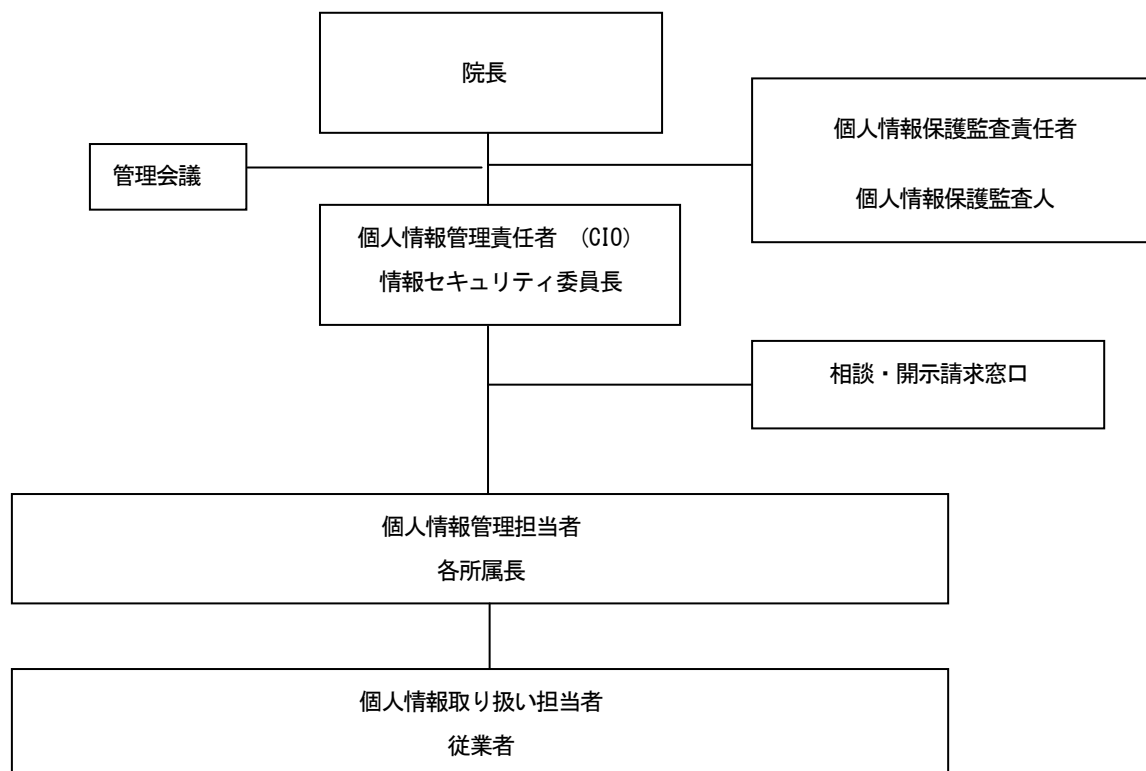 院長
個人情報保護監査責任者
個人情報保護監査人
管理会議
個人情報管理責任者 (CIO)
情報セキュリティ委員長
相談・開示請求窓口
個人情報管理担当者
各所属長
個人情報取り扱い担当者
従業者